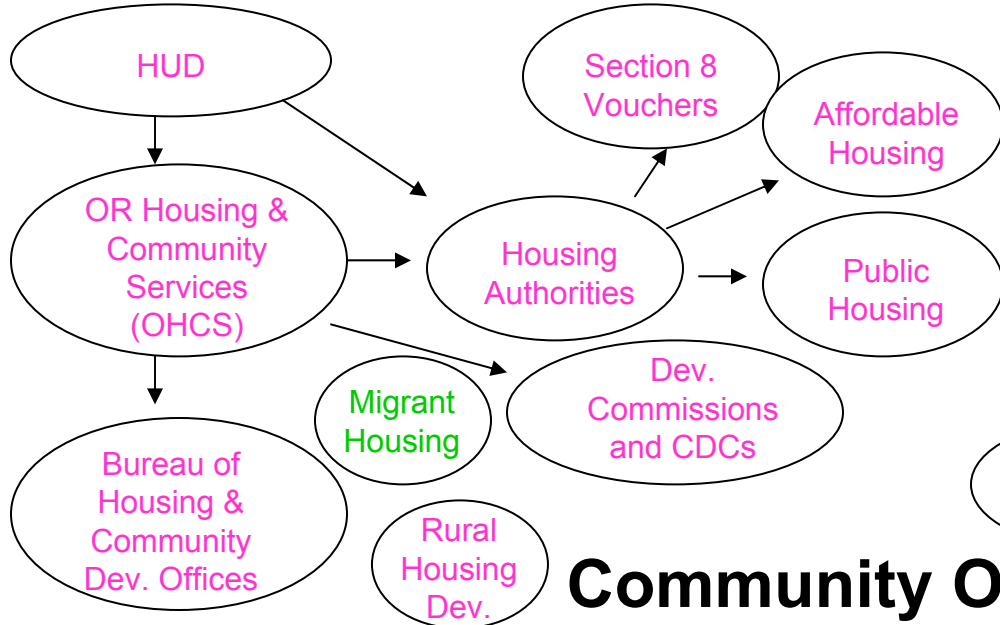 HUD
Section 8
Vouchers
Affordable
Housing
OR Housing &
Community
Services
(OHCS)
Housing
Authorities
Public
Housing
Migrant
Housing
Dev.
Commissions
and CDCs
Bureau of
Housing &
Community
Dev. Offices
Rural
Housing
Dev.
Community O